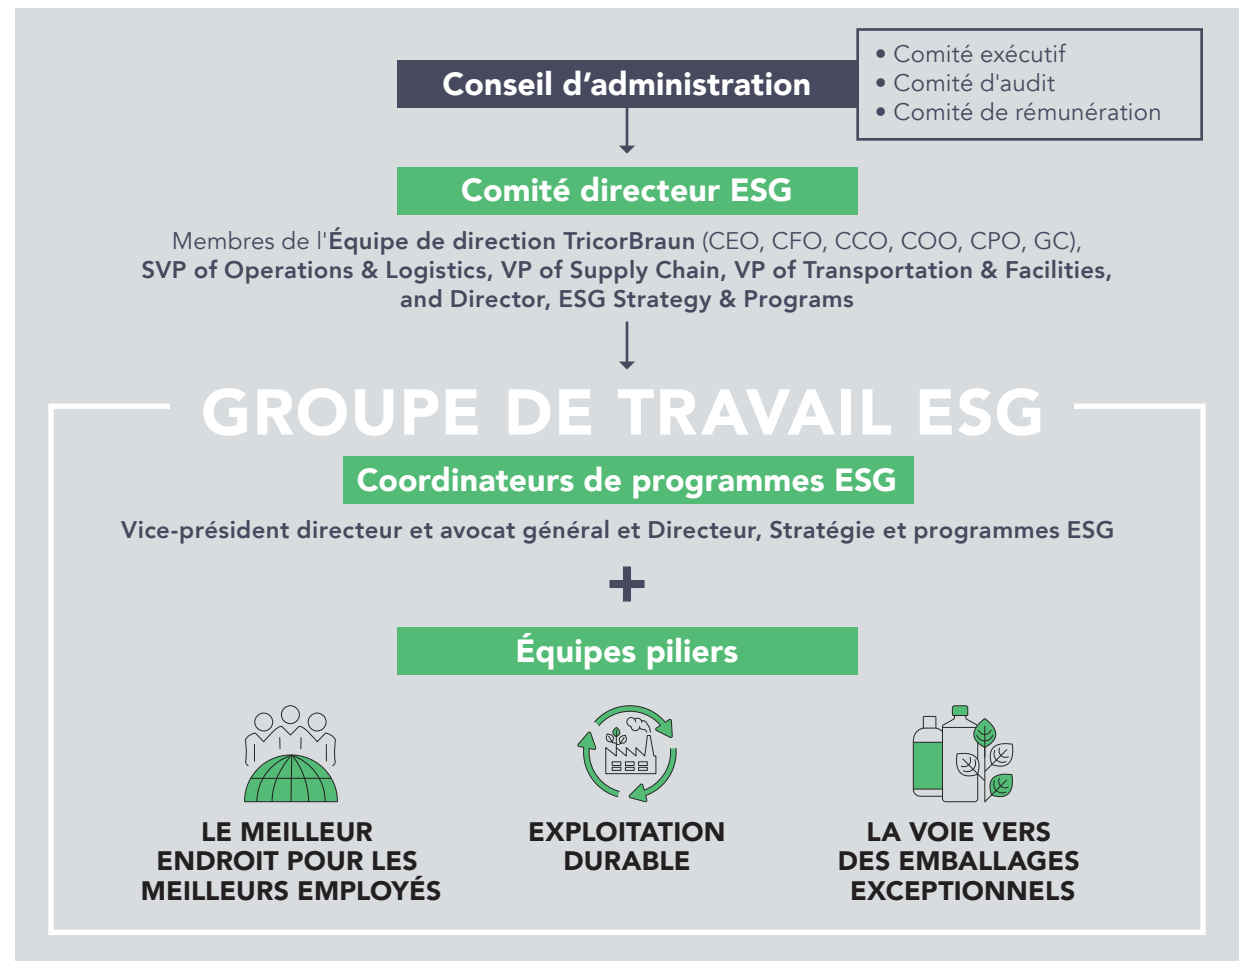 Conseil d’administration
• Comité exécutif
• Comité d'audit
• Comité de rémunération
Comité directeur ESG
Membres de l'Équipe de direction TricorBraun (CEO, CFO, CCO, COO, CPO, GC),
SVP of Operations & Logistics, VP of Supply Chain, VP of Transportation & Facilities,
and Director, ESG Strategy & Programs
GROUPE DE TRAVAIL ESG
Coordinateurs de programmes ESG
Vice-président directeur et avocat général et Directeur, Stratégie et programmes ESG
+
Équipes piliers
LE MEILLEUR
ENDROIT POUR LES
MEILLEURS EMPLOYÉS
EXPLOITATION
DURABLE
LA VOIE VERS
DES EMBALLAGES
EXCEPTIONNELS